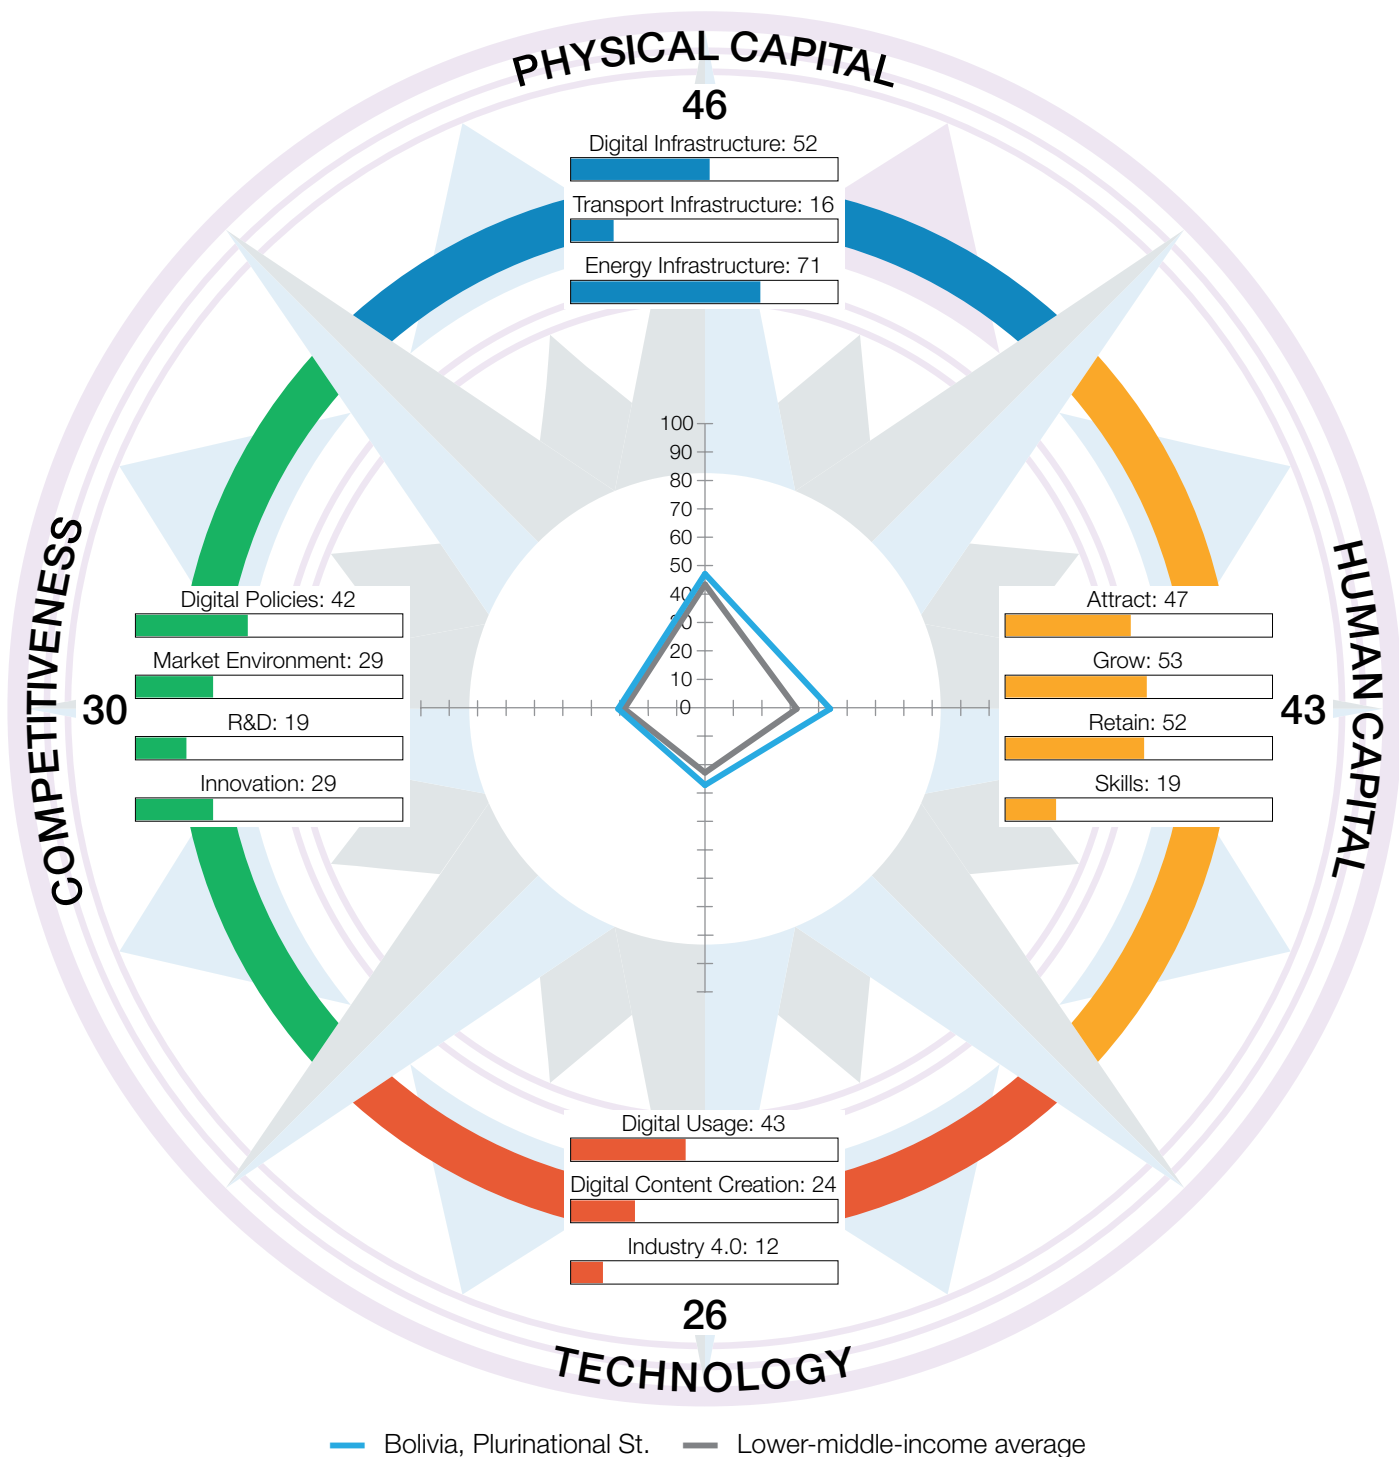 PHYSICAL CAPITAL
46
Digital Infrastructure: 52
Transport Infrastructure: 16
Energy Infrastructure: 71
100
90
80
70
60
50
40
30
20
10
0
COMPETITIVENESS
30
Digital Policies: 42
Market Environment: 29
R&D: 19
Innovation: 29
HUMAN CAPITAL
43
Attract: 47
Grow: 53
Retain: 52
Skills: 19
Digital Usage: 43
Digital Content Creation: 24
Industry 4.0: 12
26
TECHNOLOGY
Bolivia, Plurinational St.
Lower-middle-income average